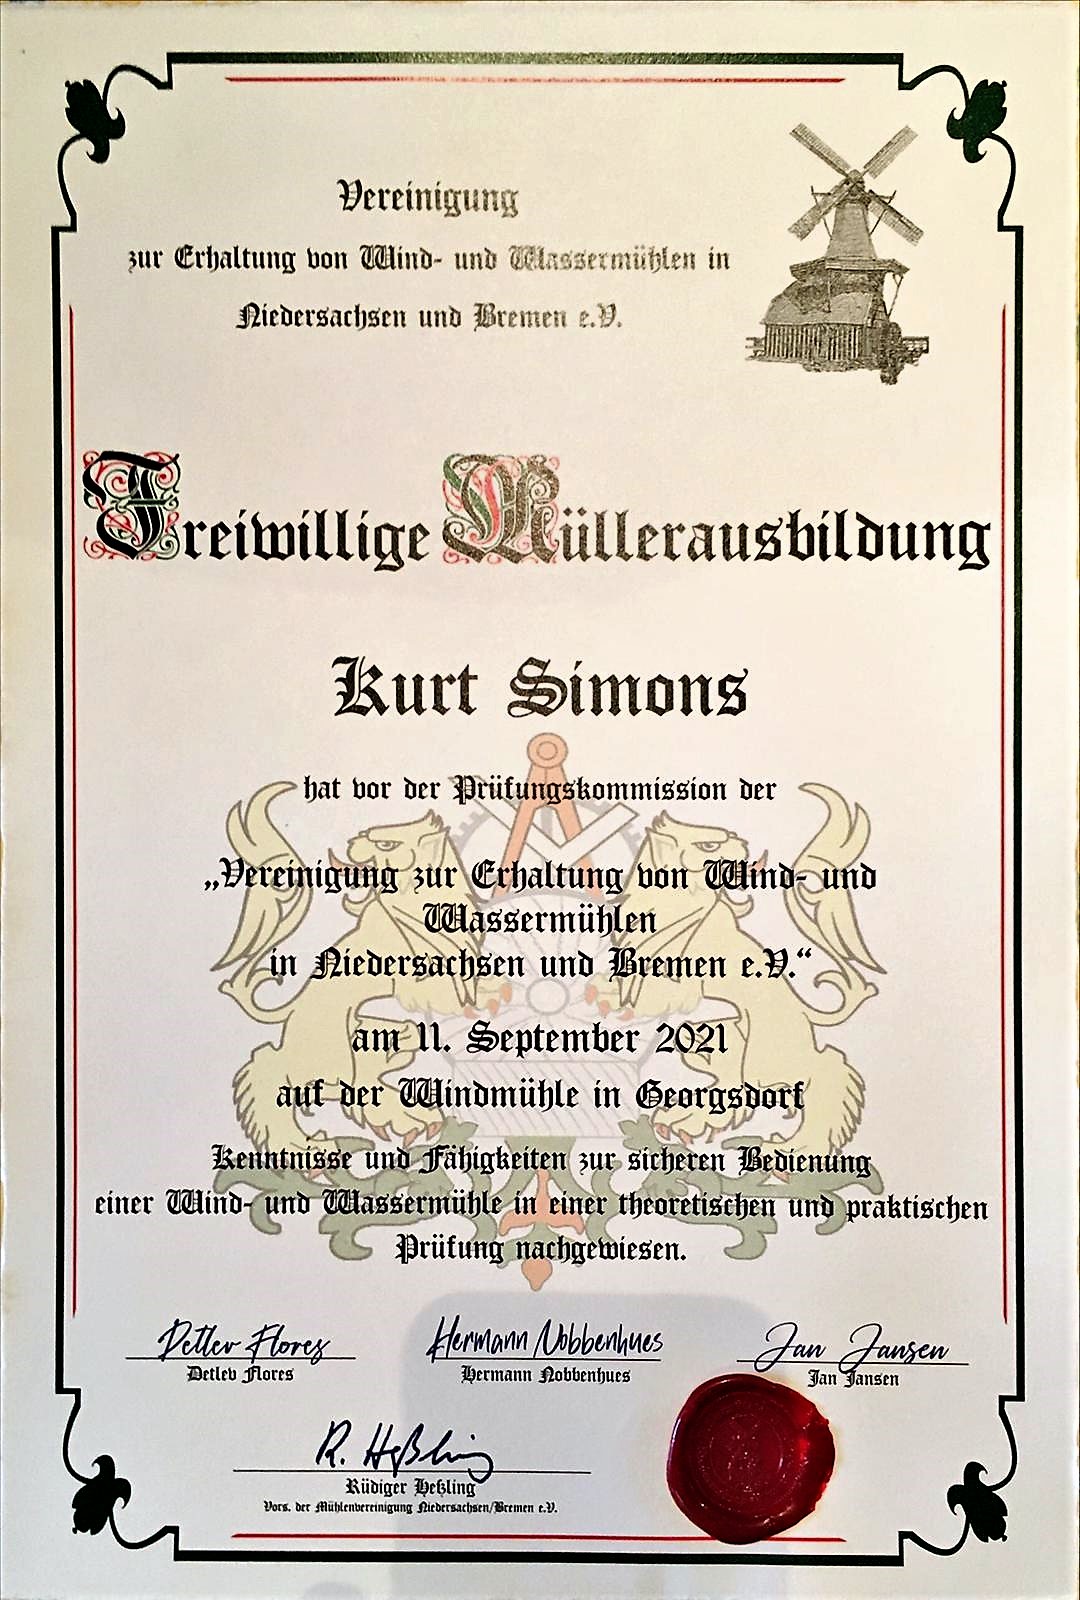 Vereinigung
zur Erhaltung von Wind- und Wassermühlen in
Niedersachsen und Bremen e.V.
Freiwillige Müllerausbildung
Kurt Simons
hat vor der Prüfungskommission der
„Vereinigung zur Erhaltung von Wind- und
Wassermühlen
in Niedersachsen und Bremen e.V.“
am 11. September 2021
auf der Windmühle in Georgsdorf
Kenntnisse und Fähigkeiten zur sicheren Bedienung
einer Wind- und Wassermühle in einer theoretischen und praktischen
Prüfung nachgewiesen.
Detlev Flores Hermann Nobbenhues Jan Jansen
Detlev Flores Hermann Nobbenhues Jan Jansen
R. Heßling
Rüdiger Heßling
Vors. der Mühlenvereinigung Niedersachsen/Bremen e.V.